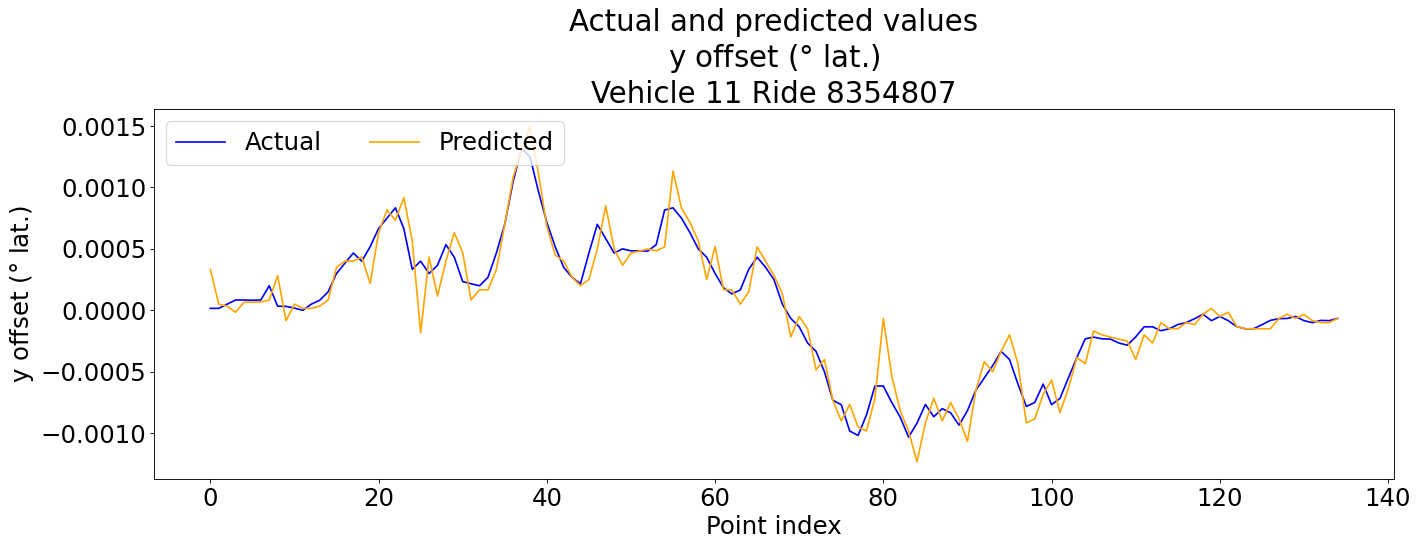 Actual and predicted values
y offset (° lat.)
Vehicle 11 Ride 8354807
Actual Predicted
y offset (° lat.)
0.0015
0.0010
0.0005
0.0000
−0.0005
−0.0010
0 20 40 60 80 100 120 140
Point index